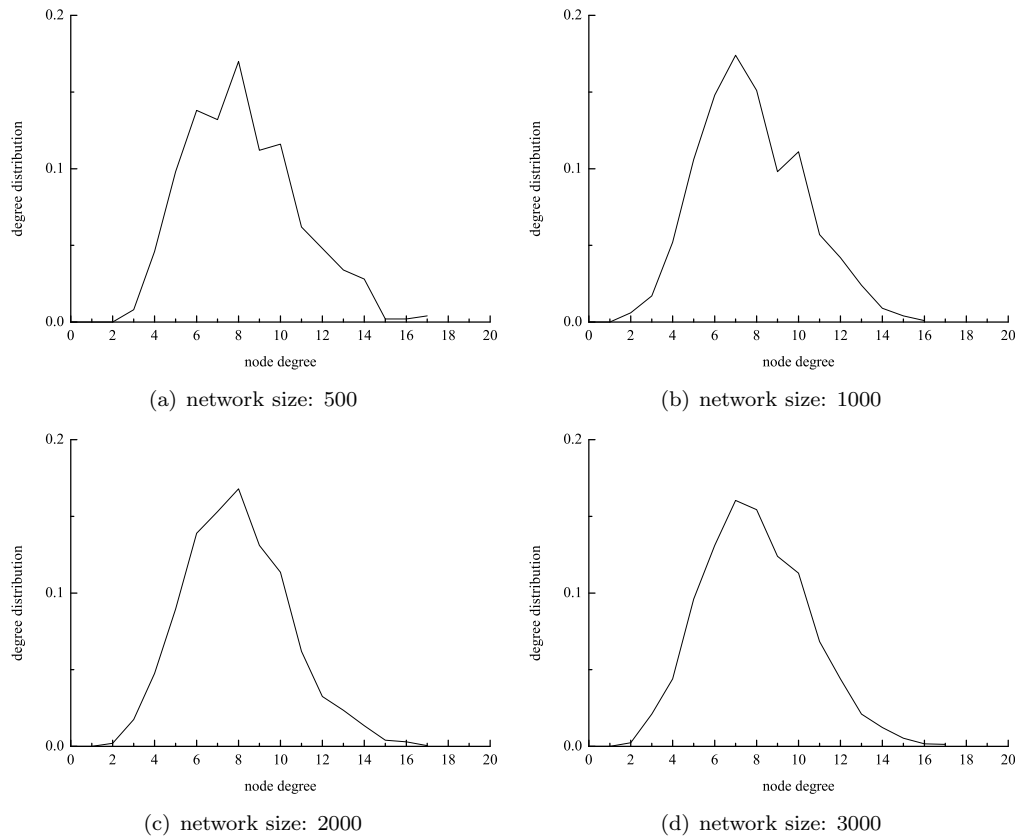 0.2
0.1
0.0
degree distribution
0 2 4 6 8 10 12 14 16 18 20
node degree
(a) network size: 500
0.2
0.1
0.0
degree distribution
0 2 4 6 8 10 12 14 16 18 20
node degree
(b) network size: 1000
0.2
0.1
0.0
degree distribution
0 2 4 6 8 10 12 14 16 18 20
node degree
(c) network size: 2000
0.2
0.1
0.0
degree distribution
0 2 4 6 8 10 12 14 16 18 20
node degree
(d) network size: 3000